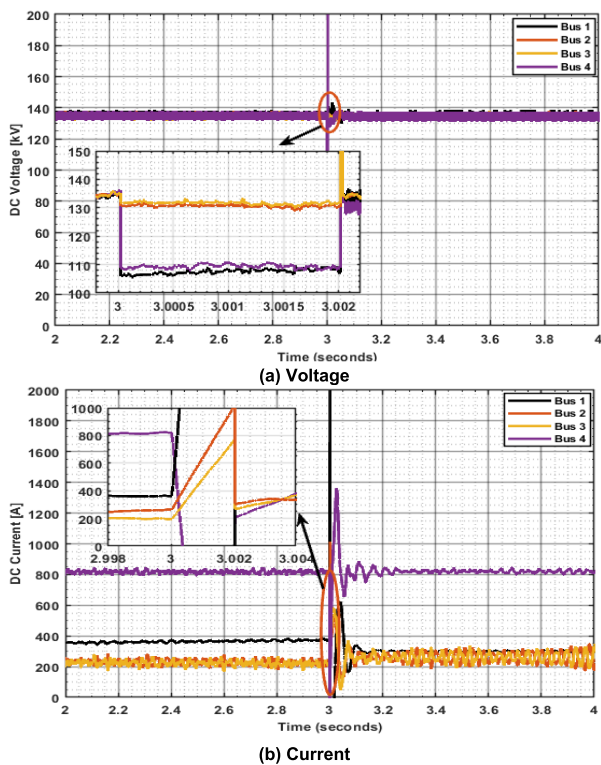 200
180
160
140
120
100
80
60
40
20
0
DC Voltage [kV]
Bus 1
Bus 2
Bus 3
Bus 4
150
140
130
120
110
100
3 3.0005 3.001 3.0015 3.002
2 2.2 2.4 2.6 2.8 3 3.2 3.4 3.6 3.8 4
Time (seconds)
(a) Voltage
2000
1800
1600
1400
1200
1000
800
600
400
200
0
DC Current [A]
Bus 1
Bus 2
Bus 3
Bus 4
1000
800
600
400
200
0
2.998 3 3.002 3.004
2 2.2 2.4 2.6 2.8 3 3.2 3.4 3.6 3.8 4
Time (seconds)
(b) Current